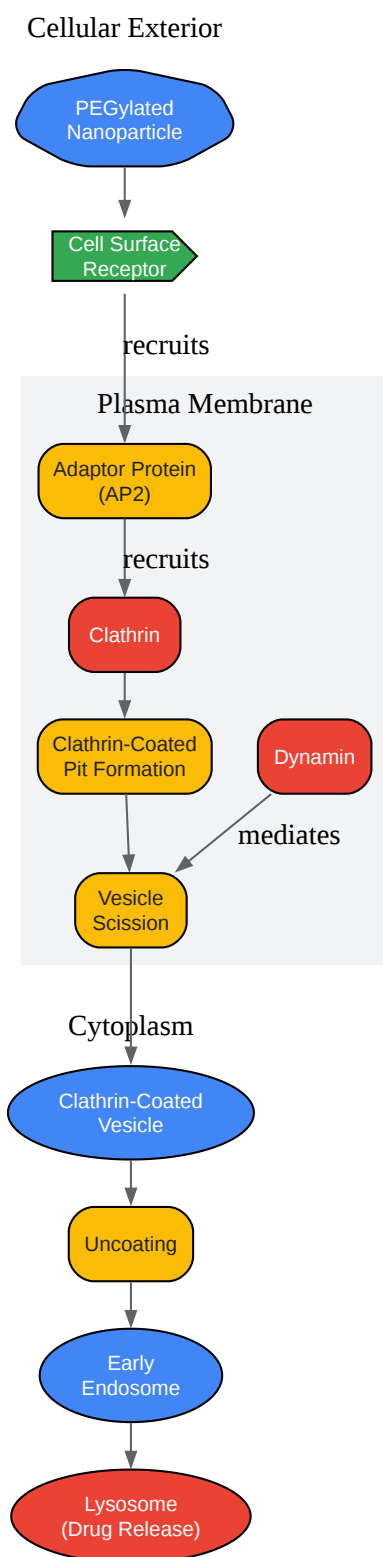 Cellular Exterior
PEGylated
Nanoparticle
Cell Surface
Receptor
recruits
Plasma Membrane
Adaptor Protein
(AP2)
recruits
Clathrin
Clathrin-Coated
Pit Formation
Dynamin
mediates
Vesicle
Scission
Cytoplasm
Clathrin-Coated
Vesicle
Uncoating
Early
Endosome
Lysosome
(Drug Release)